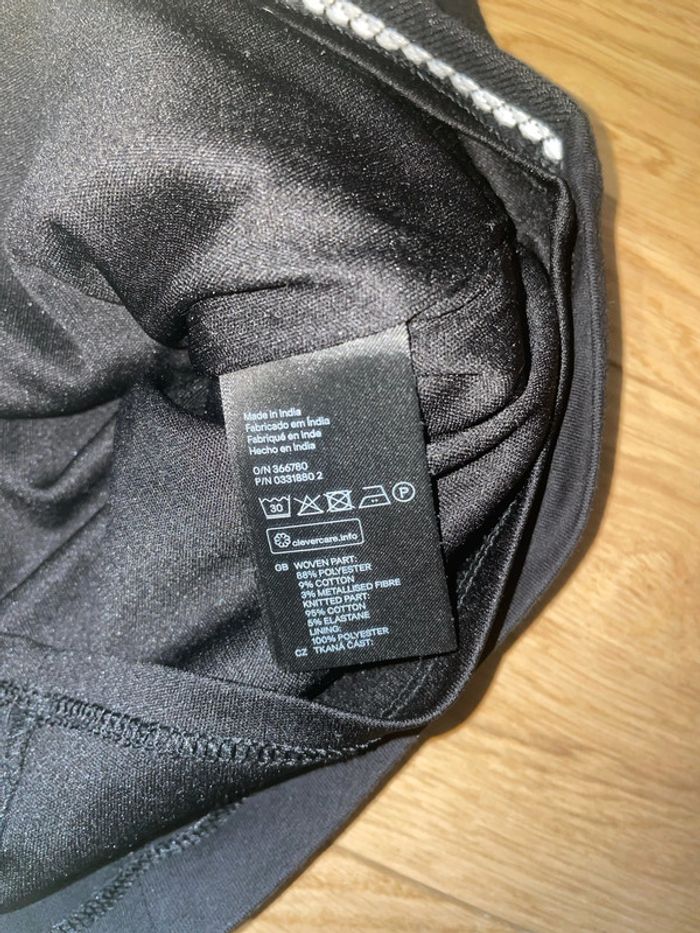 Made in India
Fabricado em Índia
Fabriqué en Inde
Hecho en India
O/N 366780
P/N 0331880 2
30
P
clevercare.info
GB WOVEN PART:
88% POLYESTER
9% COTTON
3% METALLISED FIBRE
KNITTED PART:
95% COTTON
5% ELASTANE
LINING:
100% POLYESTER
CZ TKANÁ ČÁST: